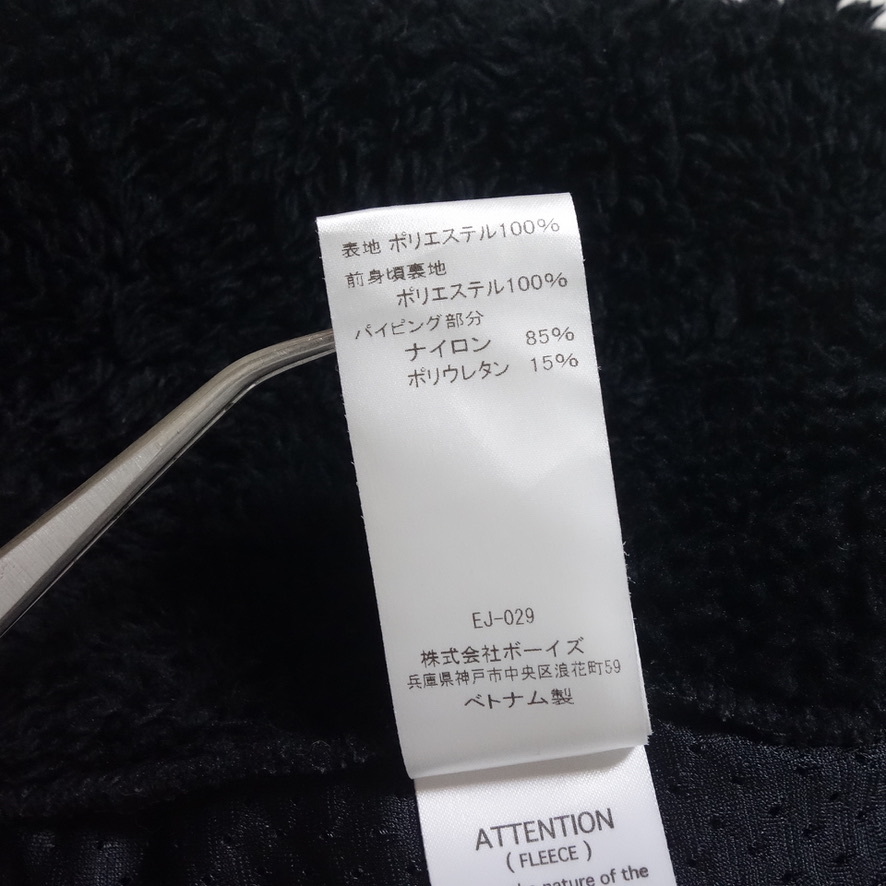 表地 ポリエステル100%
前身頃裏地
ポリエステル100%
パイピング部分
ナイロン 85%
ポリウレタン 15%
EJ-029
株式会社ボーイズ
兵庫県神戸市中央区浪花町59
ベトナム製
ATTENTION
( FLEECE )
nature of the